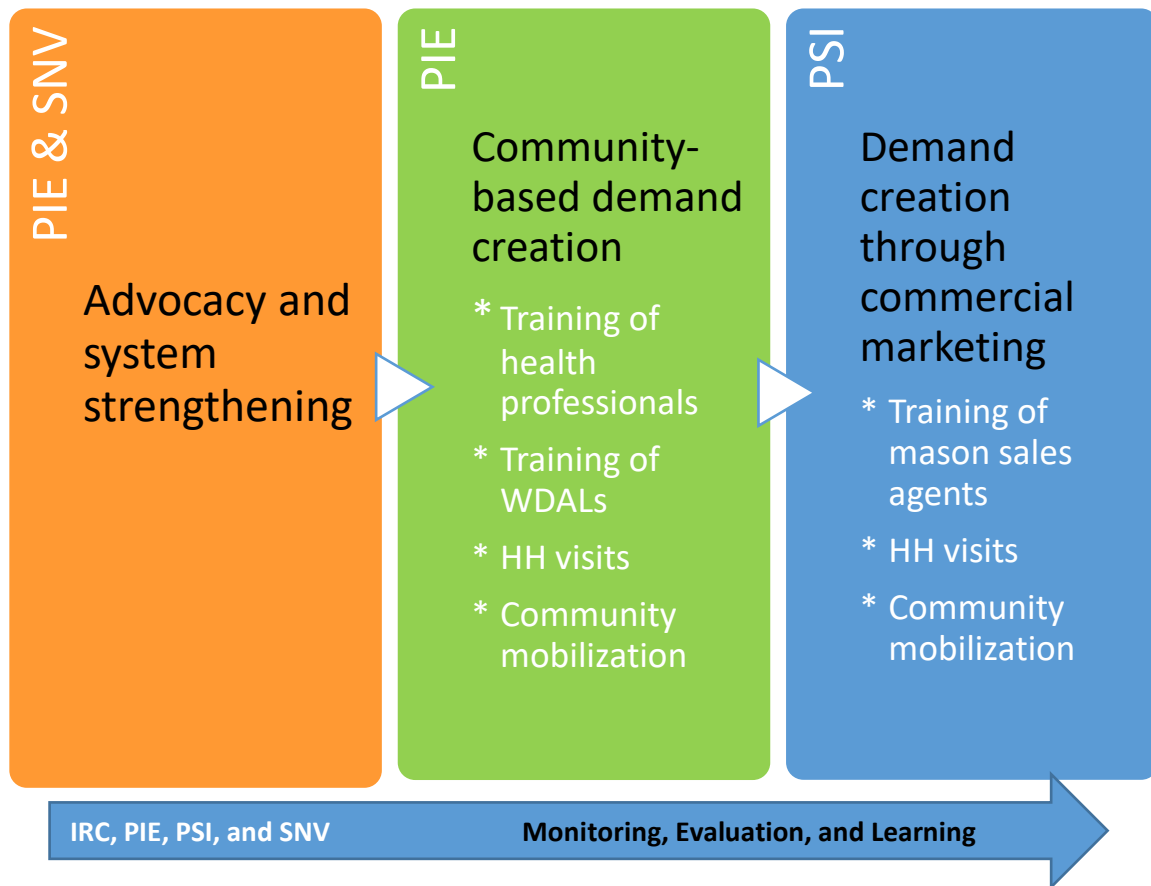 PIE & SNV
Advocacy and
system
strengthening
PIE
Community-
based demand
creation
* Training of
health
professionals
* Training of
WDALs
* HH visits
* Community
mobilization
PSI
Demand
creation
through
commercial
marketing
* Training of
mason sales
agents
* HH visits
* Community
mobilization
IRC, PIE, PSI, and SNV
Monitoring, Evaluation, and Learning